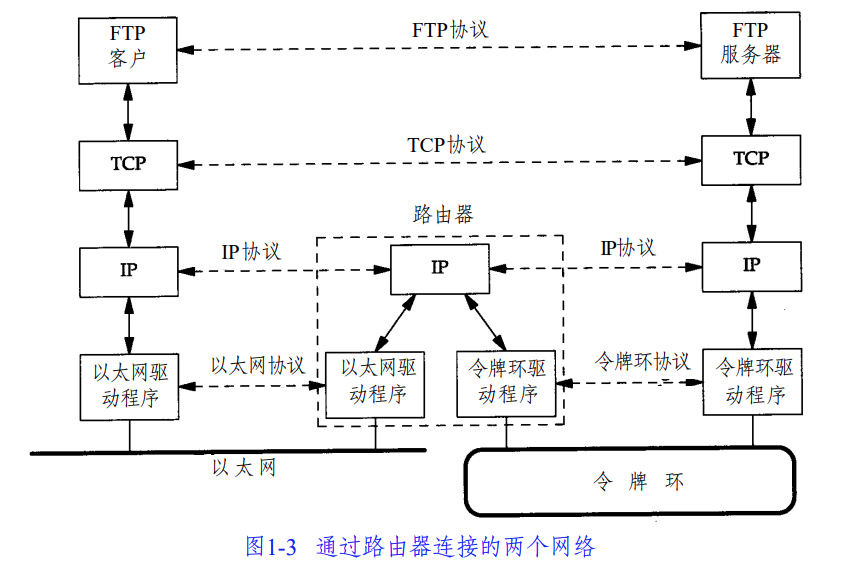 FTP
客户
FTP协议
FTP
服务器
TCP
TCP协议
TCP
路由器
IP
IP协议
IP
IP协议
IP
以太网驱
动程序
以太网协议
以太网驱
动程序
令牌环驱
动程序
令牌环协议
令牌环驱
动程序
以太网
令牌环
图1-3 通过路由器连接的两个网络